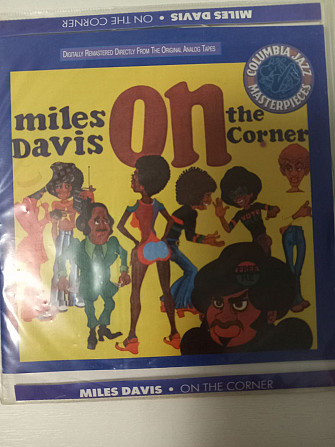 MILES DAVIS • ON THE CORNER
DIGITALLY REMASTERED DIRECTLY FROM THE ORIGINAL ANALOG TAPES
COLUMBIA JAZZ
MASTERPIECES
miles
Davis
on
the
Corner
VOTE
MILES DAVIS • ON THE CORNER